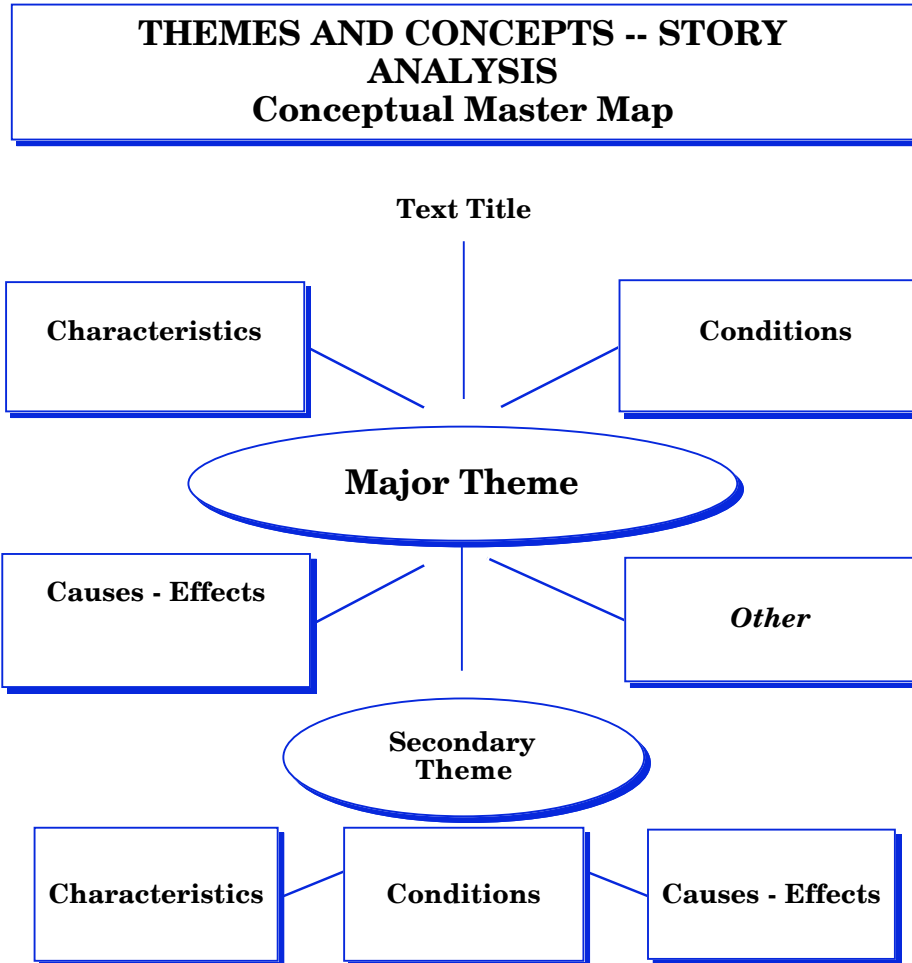 THEMES AND CONCEPTS -- STORY
ANALYSIS
Conceptual Master Map
Text Title
Characteristics
Conditions
Major Theme
Causes - Effects
Other
Secondary
Theme
Characteristics
Conditions
Causes - Effects